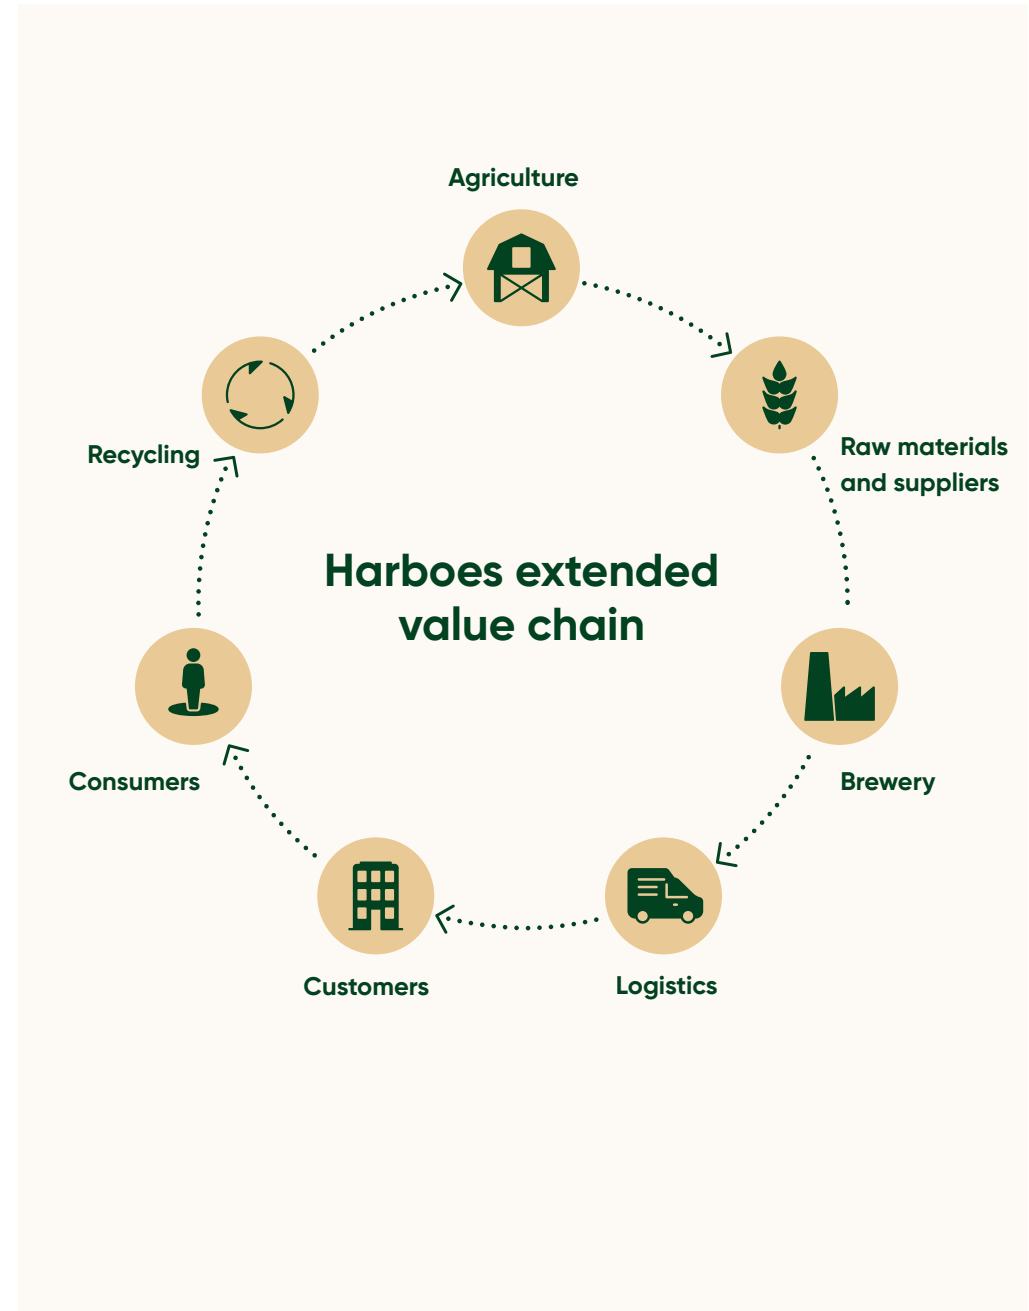 Agriculture
Raw materials
and suppliers
Recycling
Harboes extended
value chain
Consumers
Brewery
Customers
Logistics